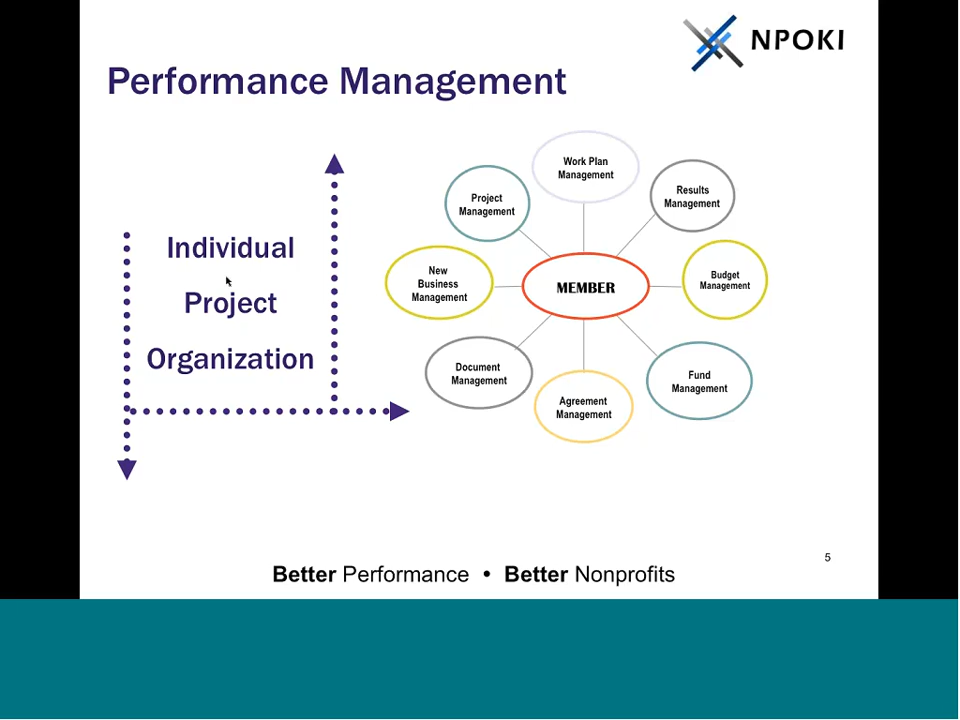 NPOKI
Performance Management
Individual
Project
Organization
Work Plan
Management
Results
Management
Budget
Management
Fund
Management
Agreement
Management
Document
Management
New
Business
Management
Project
Management
MEMBER
5
Better Performance • Better Nonprofits